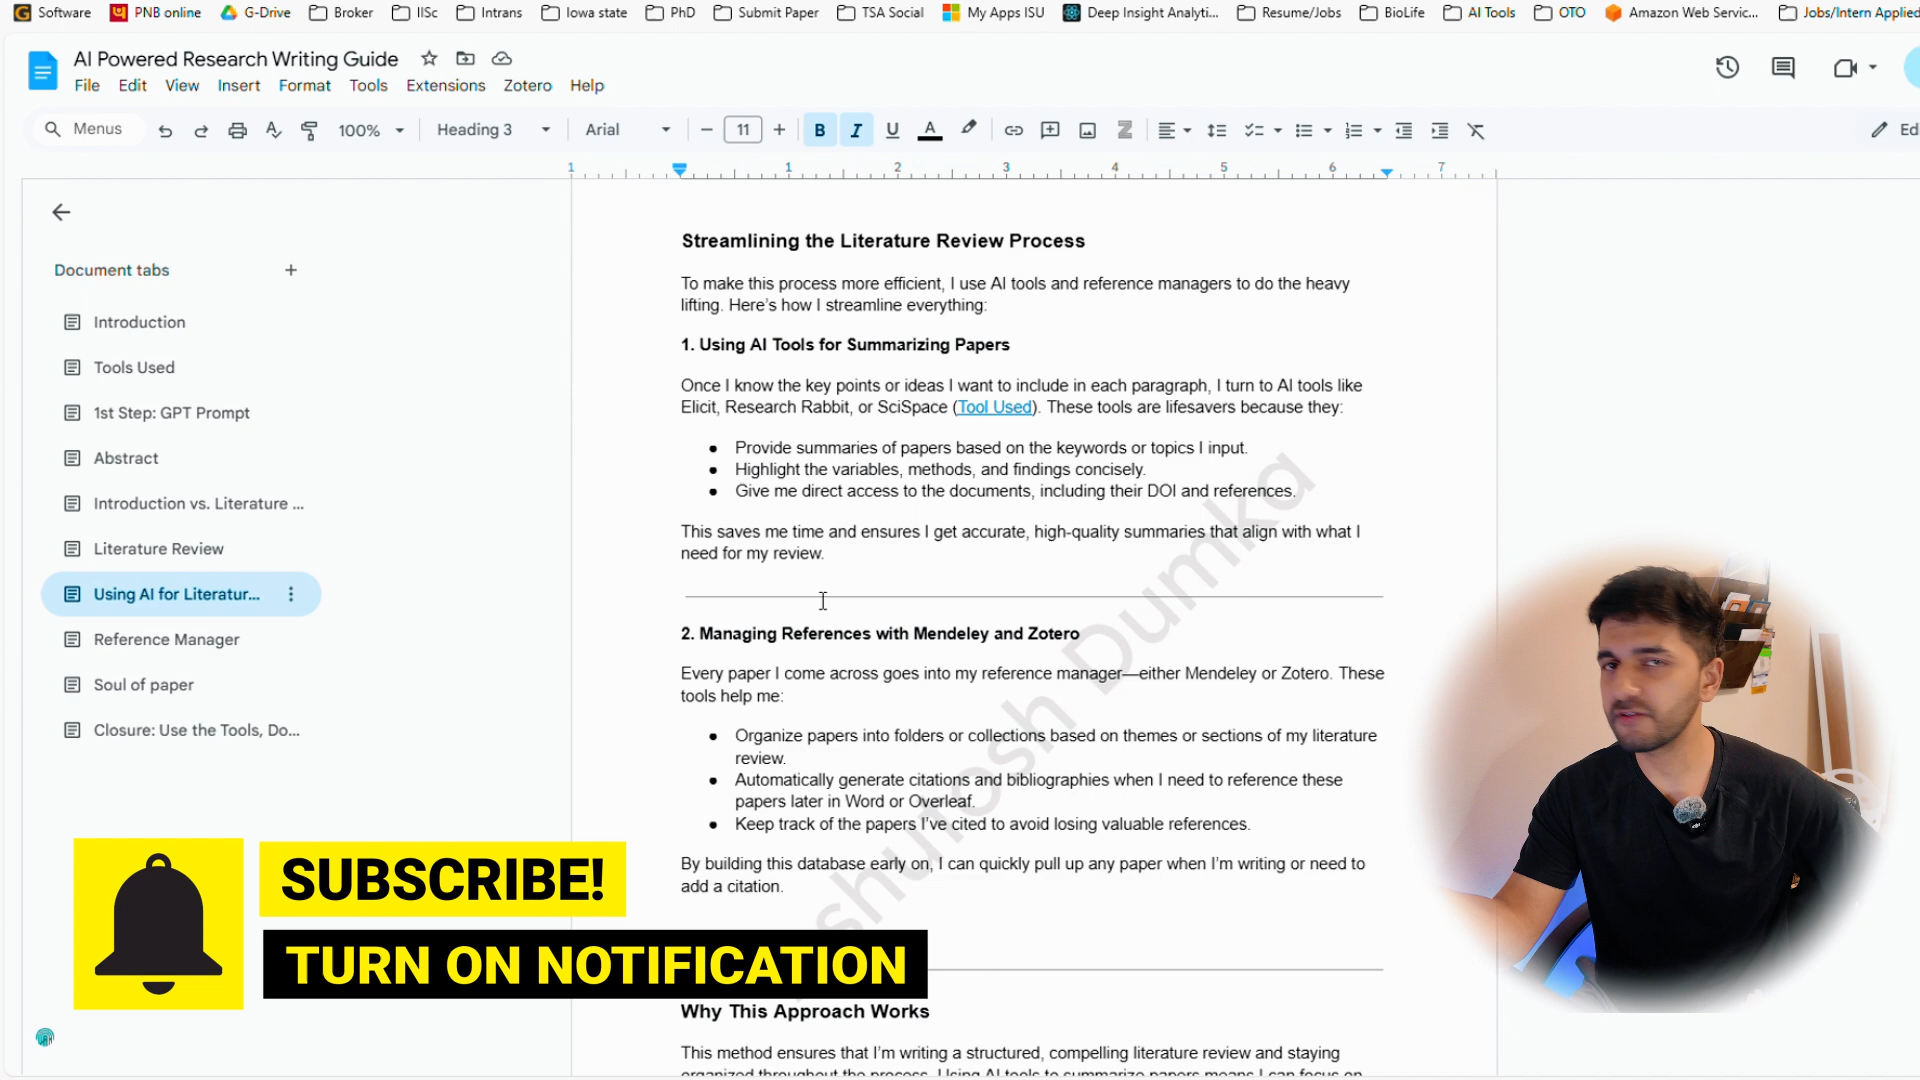 Software PNB online G-Drive Broker IISc Intrans Iowa state PhD Submit Paper TSA Social My Apps ISU Deep Insight Analyti... Resume/Jobs BioLife AI Tools OTO Amazon Web Servic... Jobs/Intern Applied
AI Powered Research Writing Guide
File Edit View Insert Format Tools Extensions Zotero Help
Menus 100% Heading 3 Arial 11 B I U A Z Ed
1 1 2 3 4 5 6 7
Document tabs
Introduction
Tools Used
1st Step: GPT Prompt
Abstract
Introduction vs. Literature ...
Literature Review
Using AI for Literatur...
Reference Manager
Soul of paper
Closure: Use the Tools, Do...
Streamlining the Literature Review Process
To make this process more efficient, I use AI tools and reference managers to do the heavy
lifting. Here's how I streamline everything:
1. Using AI Tools for Summarizing Papers
Once I know the key points or ideas I want to include in each paragraph, I turn to AI tools like
Elicit, Research Rabbit, or SciSpace (Tool Used). These tools are lifesavers because they:
● Provide summaries of papers based on the keywords or topics I input.
● Highlight the variables, methods, and findings concisely.
● Give me direct access to the documents, including their DOI and references.
This saves me time and ensures I get accurate, high-quality summaries that align with what I
need for my review.
2. Managing References with Mendeley and Zotero
Every paper I come across goes into my reference manager—either Mendeley or Zotero. These
tools help me:
● Organize papers into folders or collections based on themes or sections of my literature
review.
● Automatically generate citations and bibliographies when I need to reference these
papers later in Word or Overleaf.
● Keep track of the papers I've cited to avoid losing valuable references.
By building this database early on, I can quickly pull up any paper when I'm writing or need to
add a citation.
Why This Approach Works
This method ensures that I'm writing a structured, compelling literature review and staying
organized throughout the process. Using AI tools to summarize papers means I can focus on
shutosh Dumka
SUBSCRIBE!
TURN ON NOTIFICATION